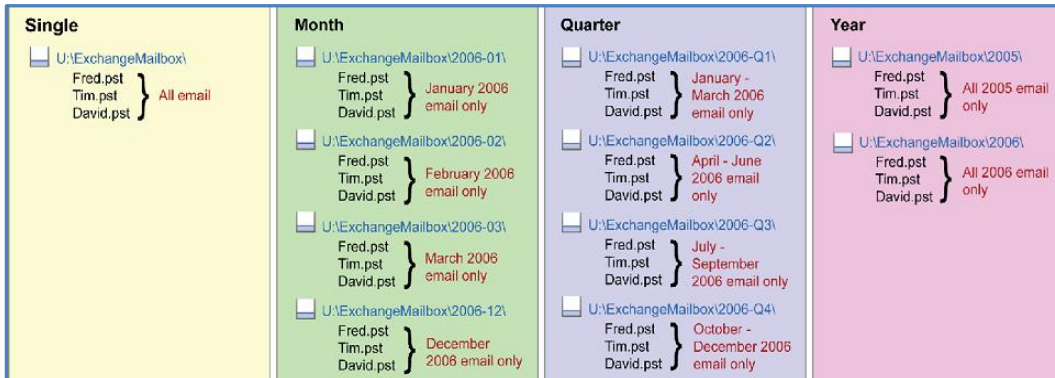 Single
U:\ExchangeMailbox\
Fred.pst
Tim.pst
David.pst
} All email
Month
U:\ExchangeMailbox\2006-01\
Fred.pst
Tim.pst
David.pst
} January 2006
email only
U:\ExchangeMailbox\2006-02\
Fred.pst
Tim.pst
David.pst
} February 2006
email only
U:\ExchangeMailbox\2006-03\
Fred.pst
Tim.pst
David.pst
} March 2006
email only
U:\ExchangeMailbox\2006-12\
Fred.pst
Tim.pst
David.pst
} December
2006 email only
Quarter
U:\ExchangeMailbox\2006-Q1\
Fred.pst
Tim.pst
David.pst
} January -
March 2006
email only
U:\ExchangeMailbox\2006-Q2\
Fred.pst
Tim.pst
David.pst
} April - June
2006 email
only
U:\ExchangeMailbox\2006-Q3\
Fred.pst
Tim.pst
David.pst
} July -
September
2006 email only
U:\ExchangeMailbox\2006-Q4\
Fred.pst
Tim.pst
David.pst
} October -
December 2006
email only
Year
U:\ExchangeMailbox\2005\
Fred.pst
Tim.pst
David.pst
} All 2005 email
only
U:\ExchangeMailbox\2006\
Fred.pst
Tim.pst
David.pst
} All 2006 email
only